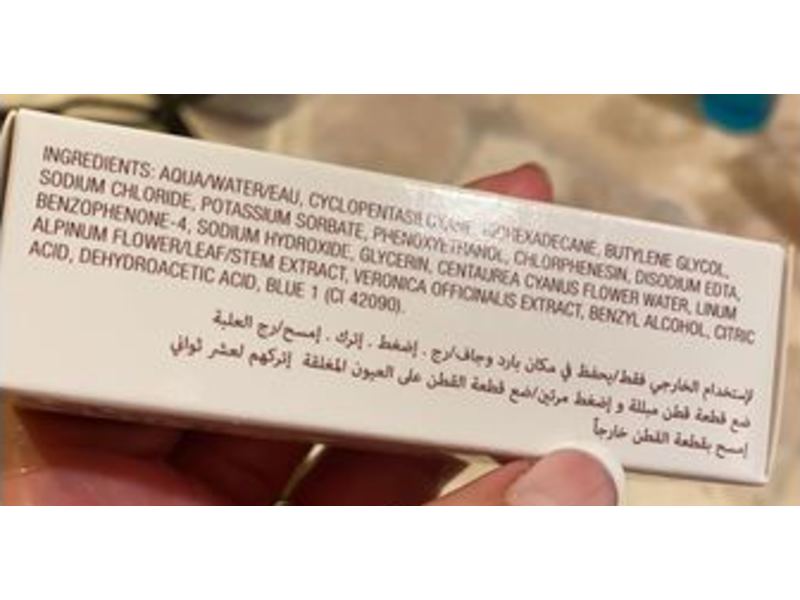 INGREDIENTS: AQUA/WATER/EAU, CYCLOPENTASILOXANE, ISOHEXADECANE, BUTYLENE GLYCOL,
SODIUM CHLORIDE, POTASSIUM SORBATE, PHENOXYETHANOL, CHLORPHENESIN, DISODIUM EDTA,
BENZOPHENONE-4, SODIUM HYDROXIDE, GLYCERIN, CENTAUREA CYANUS FLOWER WATER, LINUM
ALPINUM FLOWER/LEAF/STEM EXTRACT, VERONICA OFFICINALIS EXTRACT, BENZYL ALCOHOL, CITRIC
ACID, DEHYDROACETIC ACID, BLUE 1 (CI 42090).
لإستخدام الخارجي فقط/يحفظ في مكان بارد وجاف/رج . إضغط . إترك . إمسح/رج العلبة
ضع قطعة قطن مبللة و إضغط مرتين/ضع قطعة القطن على العيون المغلقة إتركهم لعشر ثواني
إمسح بقطعة القطن خارجاً